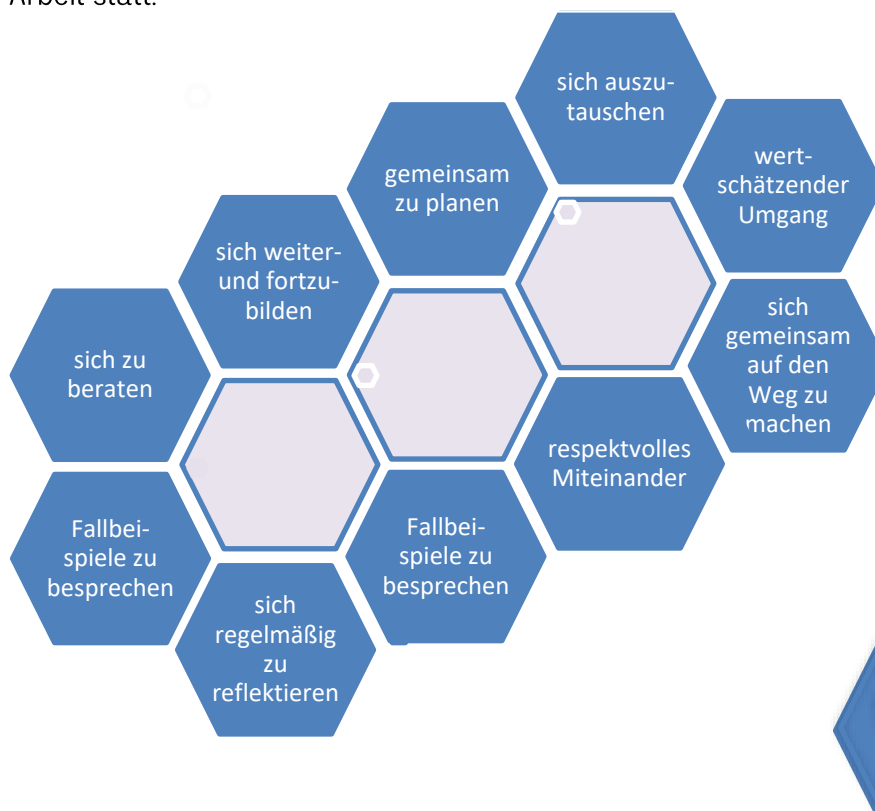 Arbeit statt.
sich auszu-
tauschen
wert-
schätzender
Umgang
gemeinsam
zu planen
sich weiter-
und fortzu-
bilden
sich
gemeinsam
auf den
Weg zu
machen
sich zu
beraten
respektvolles
Miteinander
Fallbei-
spiele zu
besprechen
Fallbei-
spiele zu
besprechen
sich
regelmäßig
zu
reflektieren